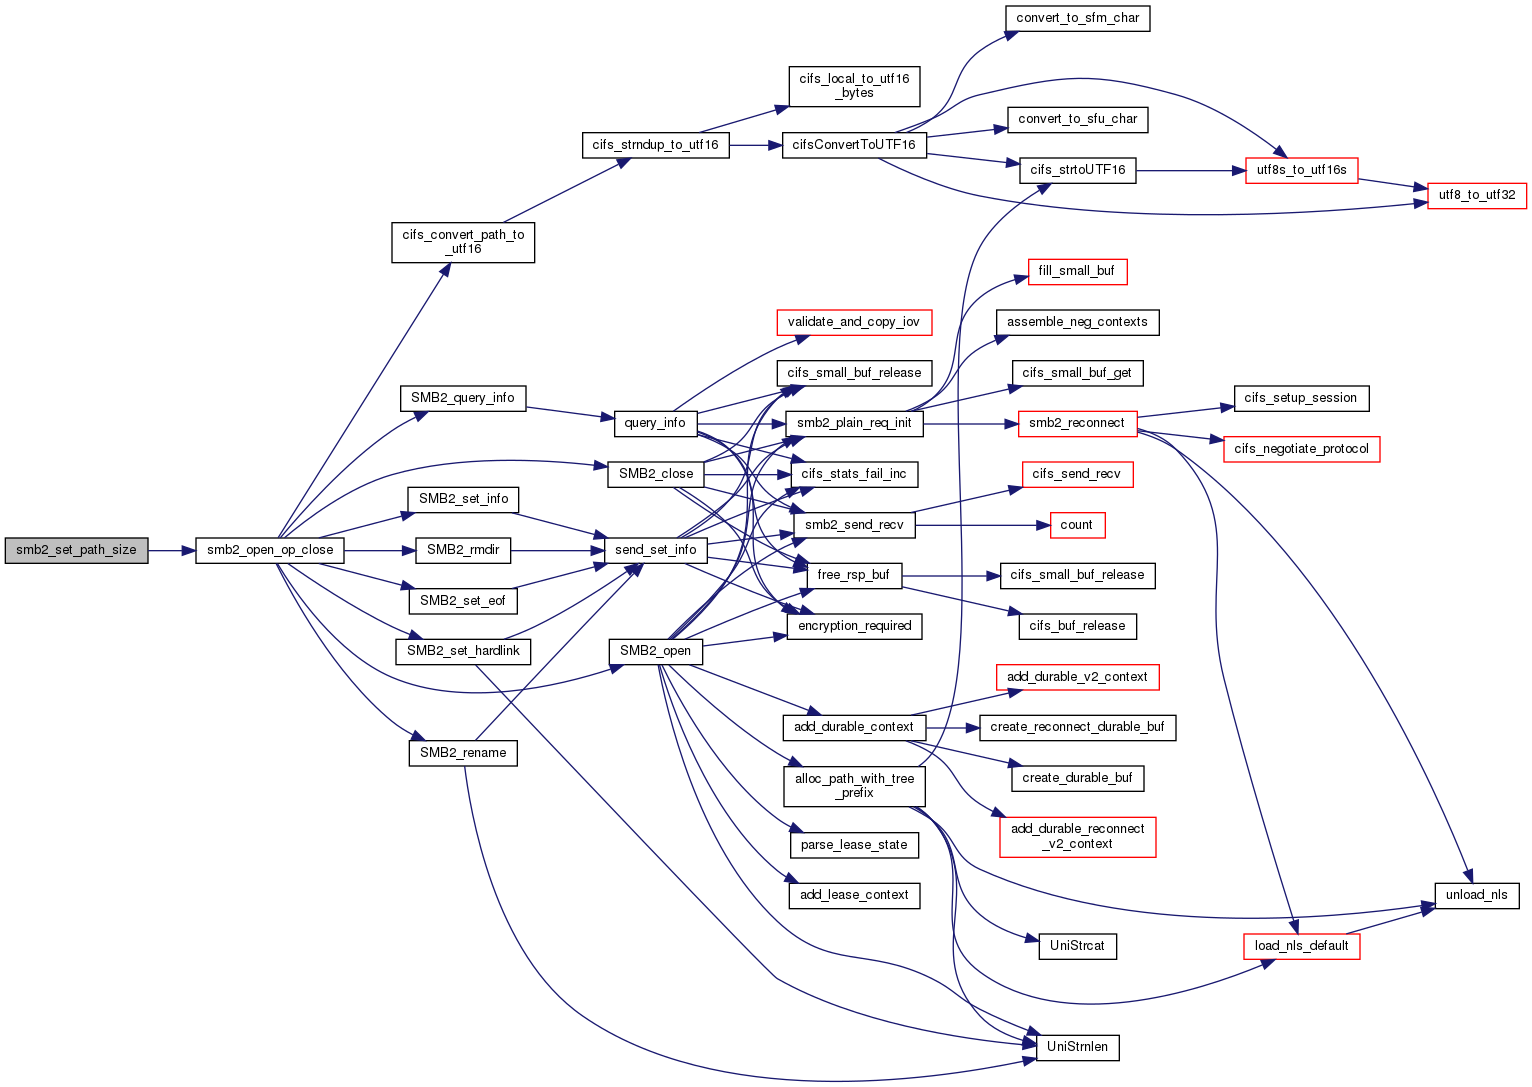 convert_to_sfm_char
cifs_local_to_utf16
_bytes
convert_to_sfu_char
cifs_strndup_to_utf16
cifsConvertToUTF16
cifs_strtoUTF16
utf8s_to_utf16s
utf8_to_utf32
cifs_convert_path_to
_utf16
fill_small_buf
validate_and_copy_iov
assemble_neg_contexts
cifs_small_buf_release
cifs_small_buf_get
SMB2_query_info
cifs_setup_session
query_info
smb2_plain_req_init
smb2_reconnect
cifs_negotiate_protocol
SMB2_close
cifs_stats_fail_inc
cifs_send_recv
SMB2_set_info
smb2_send_recv
count
smb2_set_path_size
smb2_open_op_close
SMB2_rmdir
send_set_info
free_rsp_buf
cifs_small_buf_release
SMB2_set_eof
encryption_required
cifs_buf_release
SMB2_set_hardlink
SMB2_open
add_durable_v2_context
add_durable_context
create_reconnect_durable_buf
SMB2_rename
alloc_path_with_tree
_prefix
create_durable_buf
add_durable_reconnect
_v2_context
parse_lease_state
add_lease_context
unload_nls
UniStrcat
load_nls_default
UniStrnlen